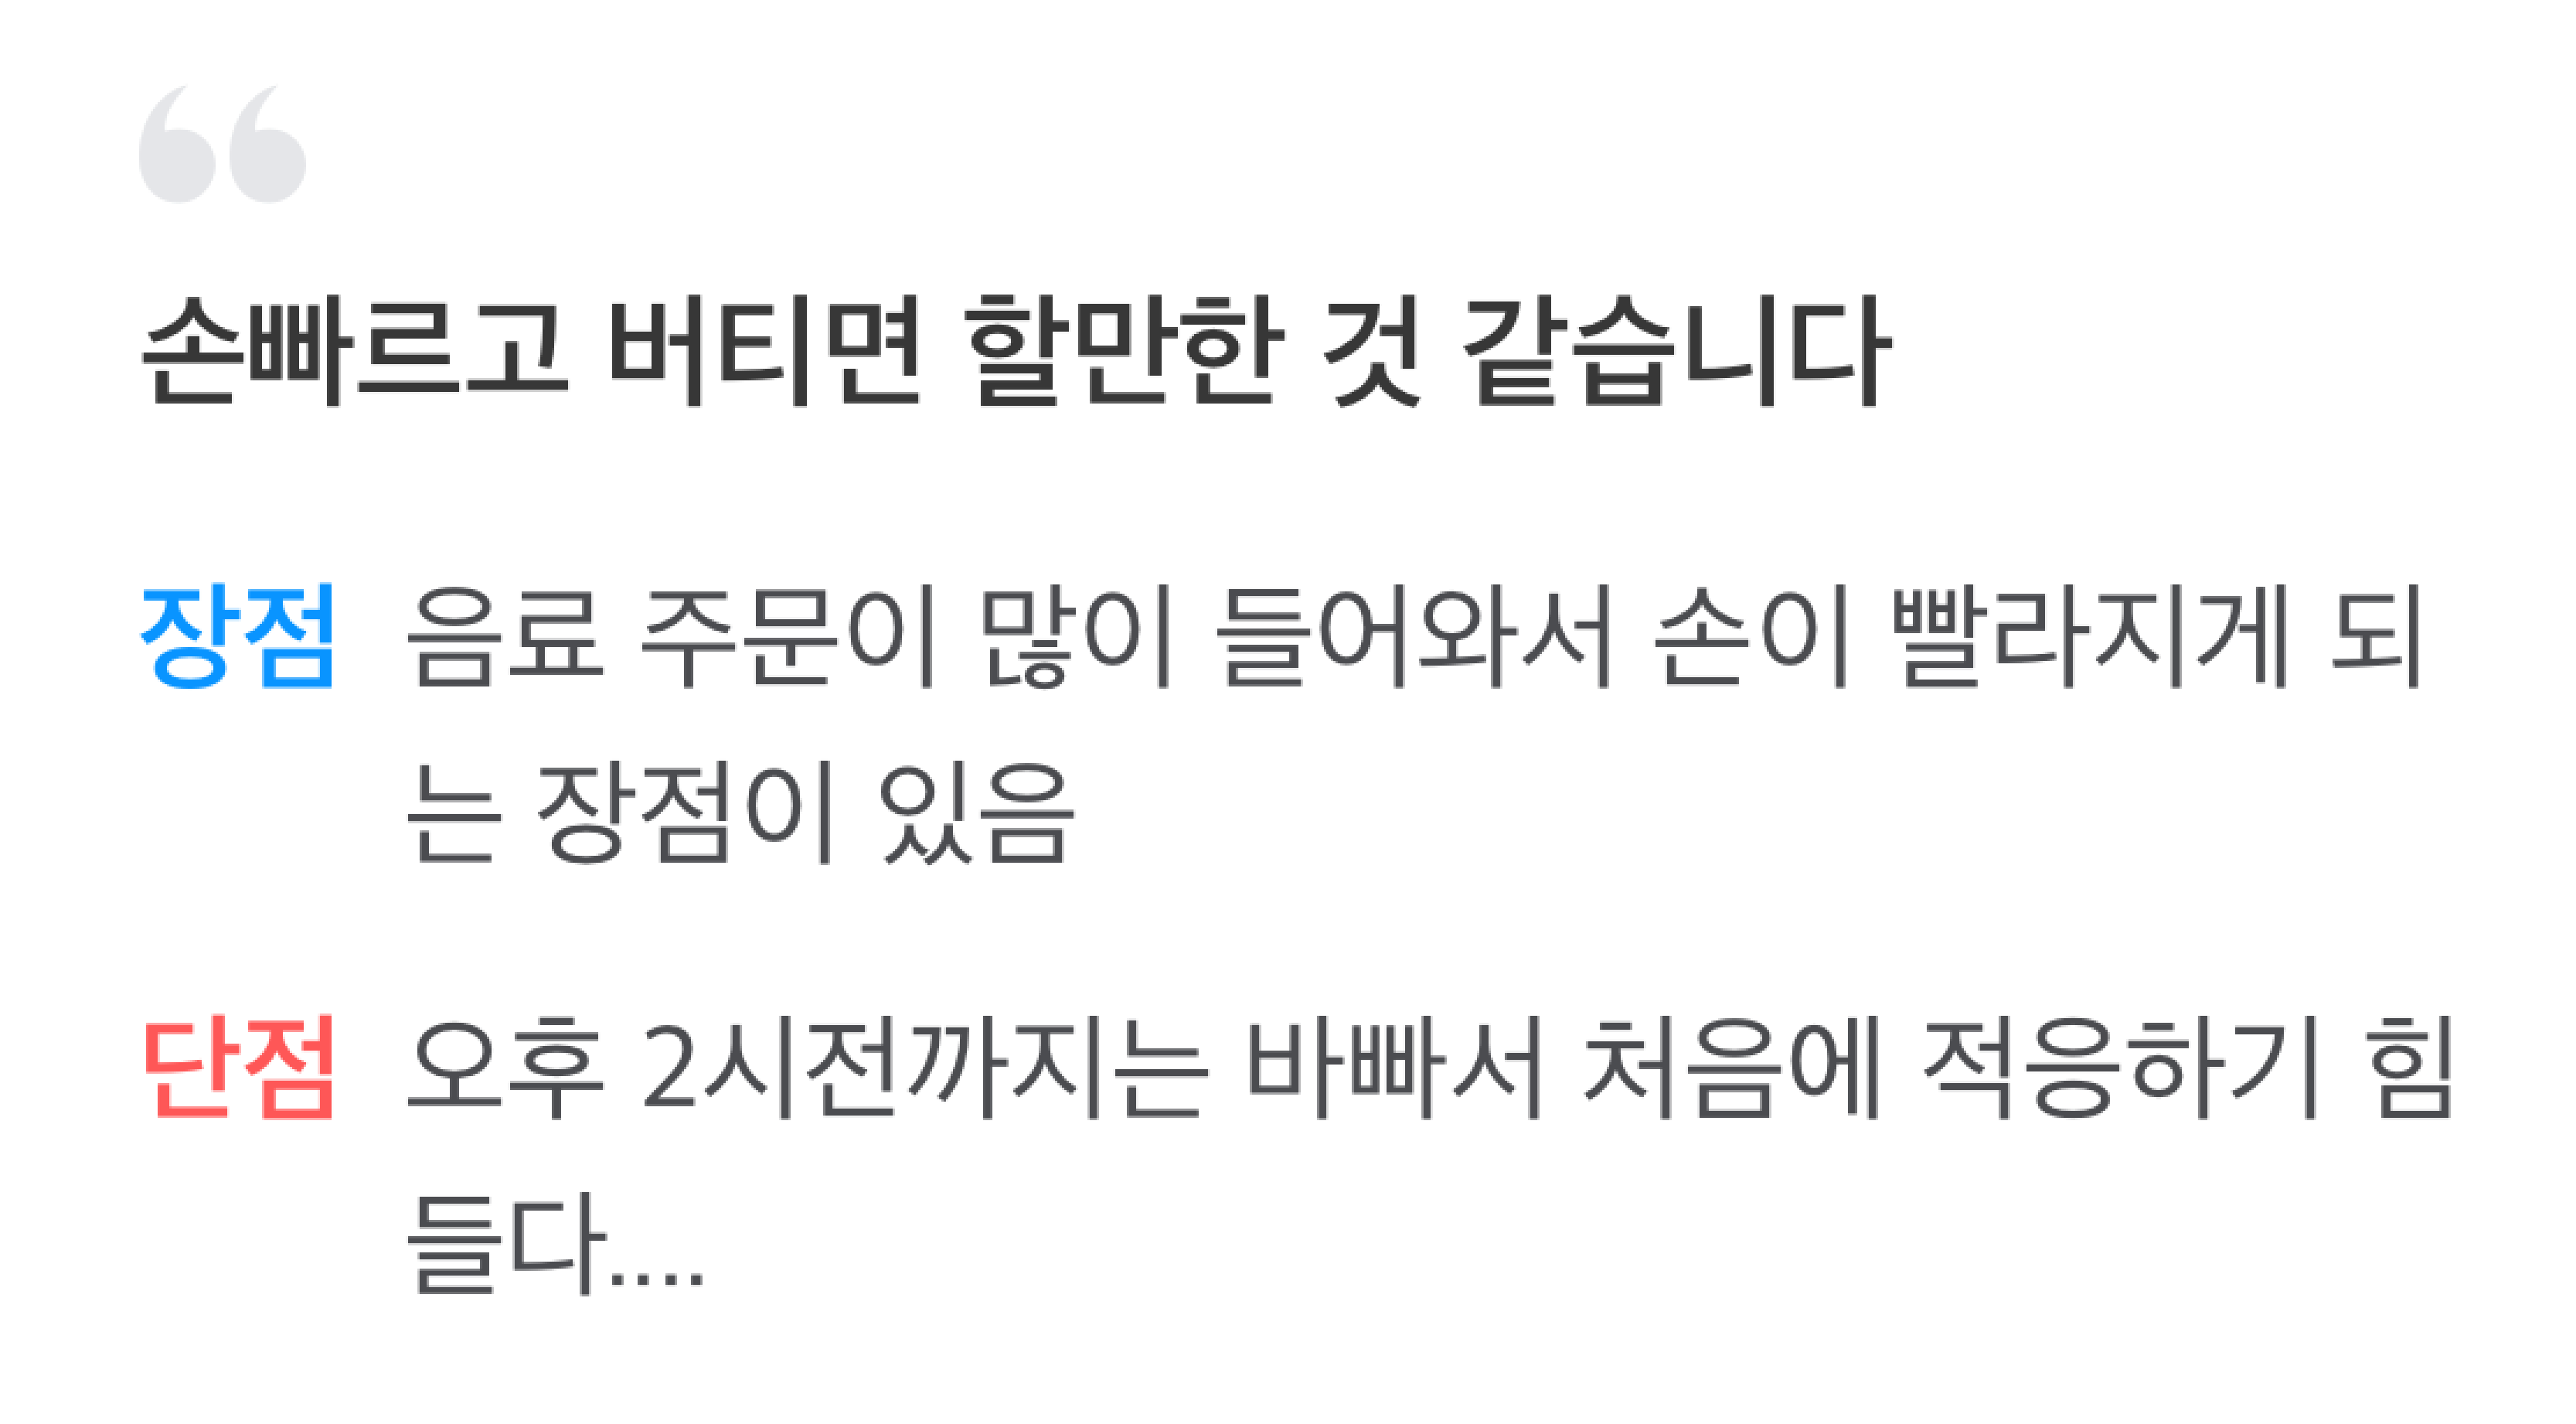 “
손빠르고 버티면 할만한 것 같습니다
장점 음료 주문이 많이 들어와서 손이 빨라지게 되
는 장점이 있음
단점 오후 2시전까지는 바빠서 처음에 적응하기 힘
들다....